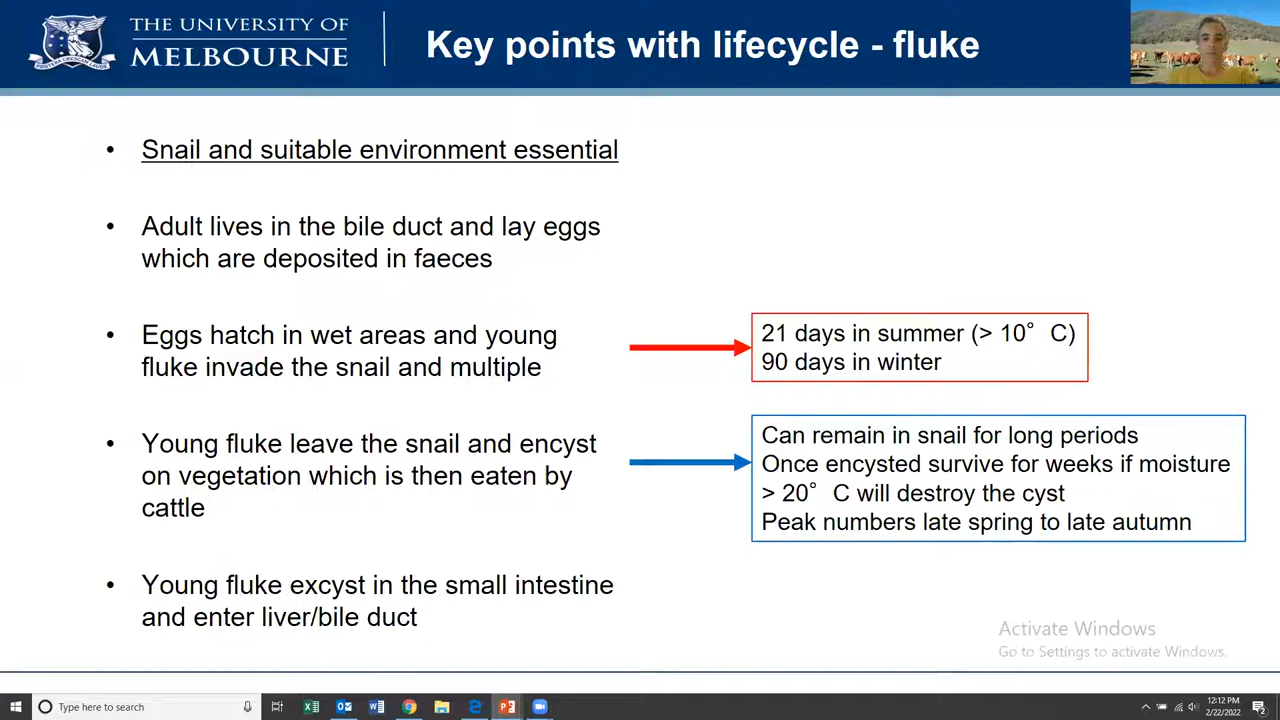 THE UNIVERSITY OF
MELBOURNE
Key points with lifecycle - fluke
• Snail and suitable environment essential
• Adult lives in the bile duct and lay eggs
which are deposited in faeces
• Eggs hatch in wet areas and young
fluke invade the snail and multiple
21 days in summer (> 10° C)
90 days in winter
• Young fluke leave the snail and encyst
on vegetation which is then eaten by
cattle
Can remain in snail for long periods
Once encysted survive for weeks if moisture
> 20° C will destroy the cyst
Peak numbers late spring to late autumn
• Young fluke excyst in the small intestine
and enter liver/bile duct
Activate Windows
Go to Settings to activate Windows.
Type here to search
12:12 PM
2/22/2022